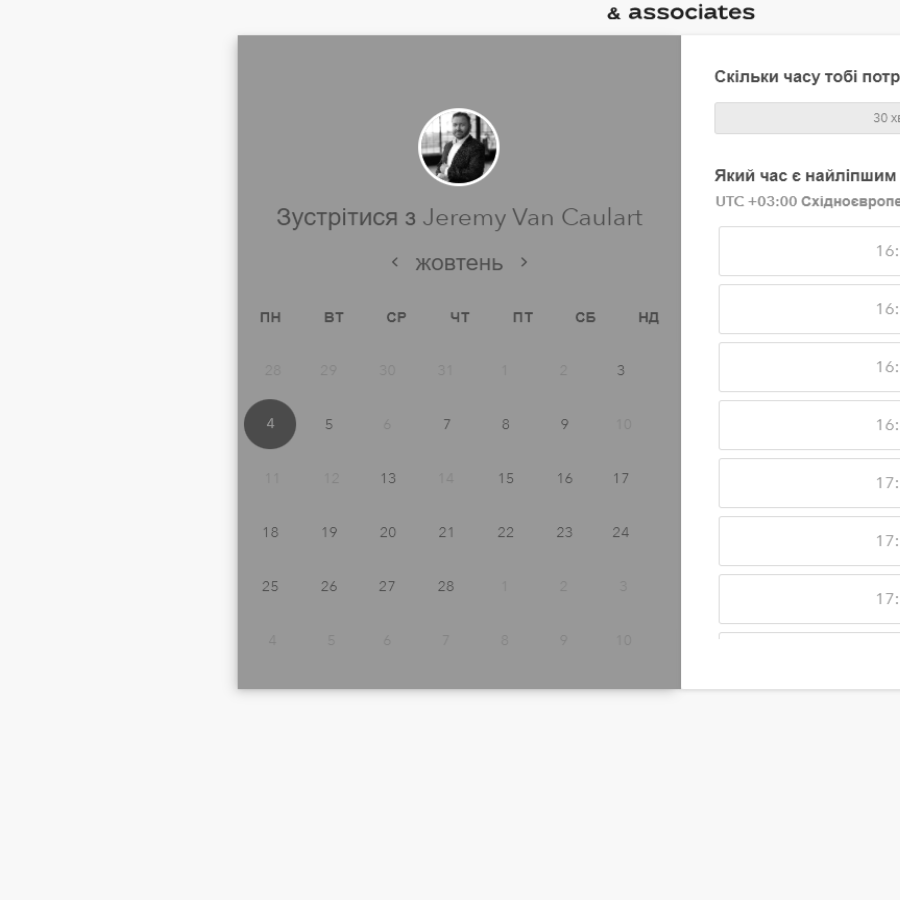 & associates
Зустрітися з Jeremy Van Caulart
жовтень
ПН ВТ СР ЧТ ПТ СБ НД
28 29 30 31 1 2 3
4 5 6 7 8 9 10
11 12 13 14 15 16 17
18 19 20 21 22 23 24
25 26 27 28 1 2 3
4 5 6 7 8 9 10
Скільки часу тобі потр
30 хв
Який час є найліпшим
UTC +03:00 Східноєвропе
16:
16:
16:
16:
17:
17:
17: